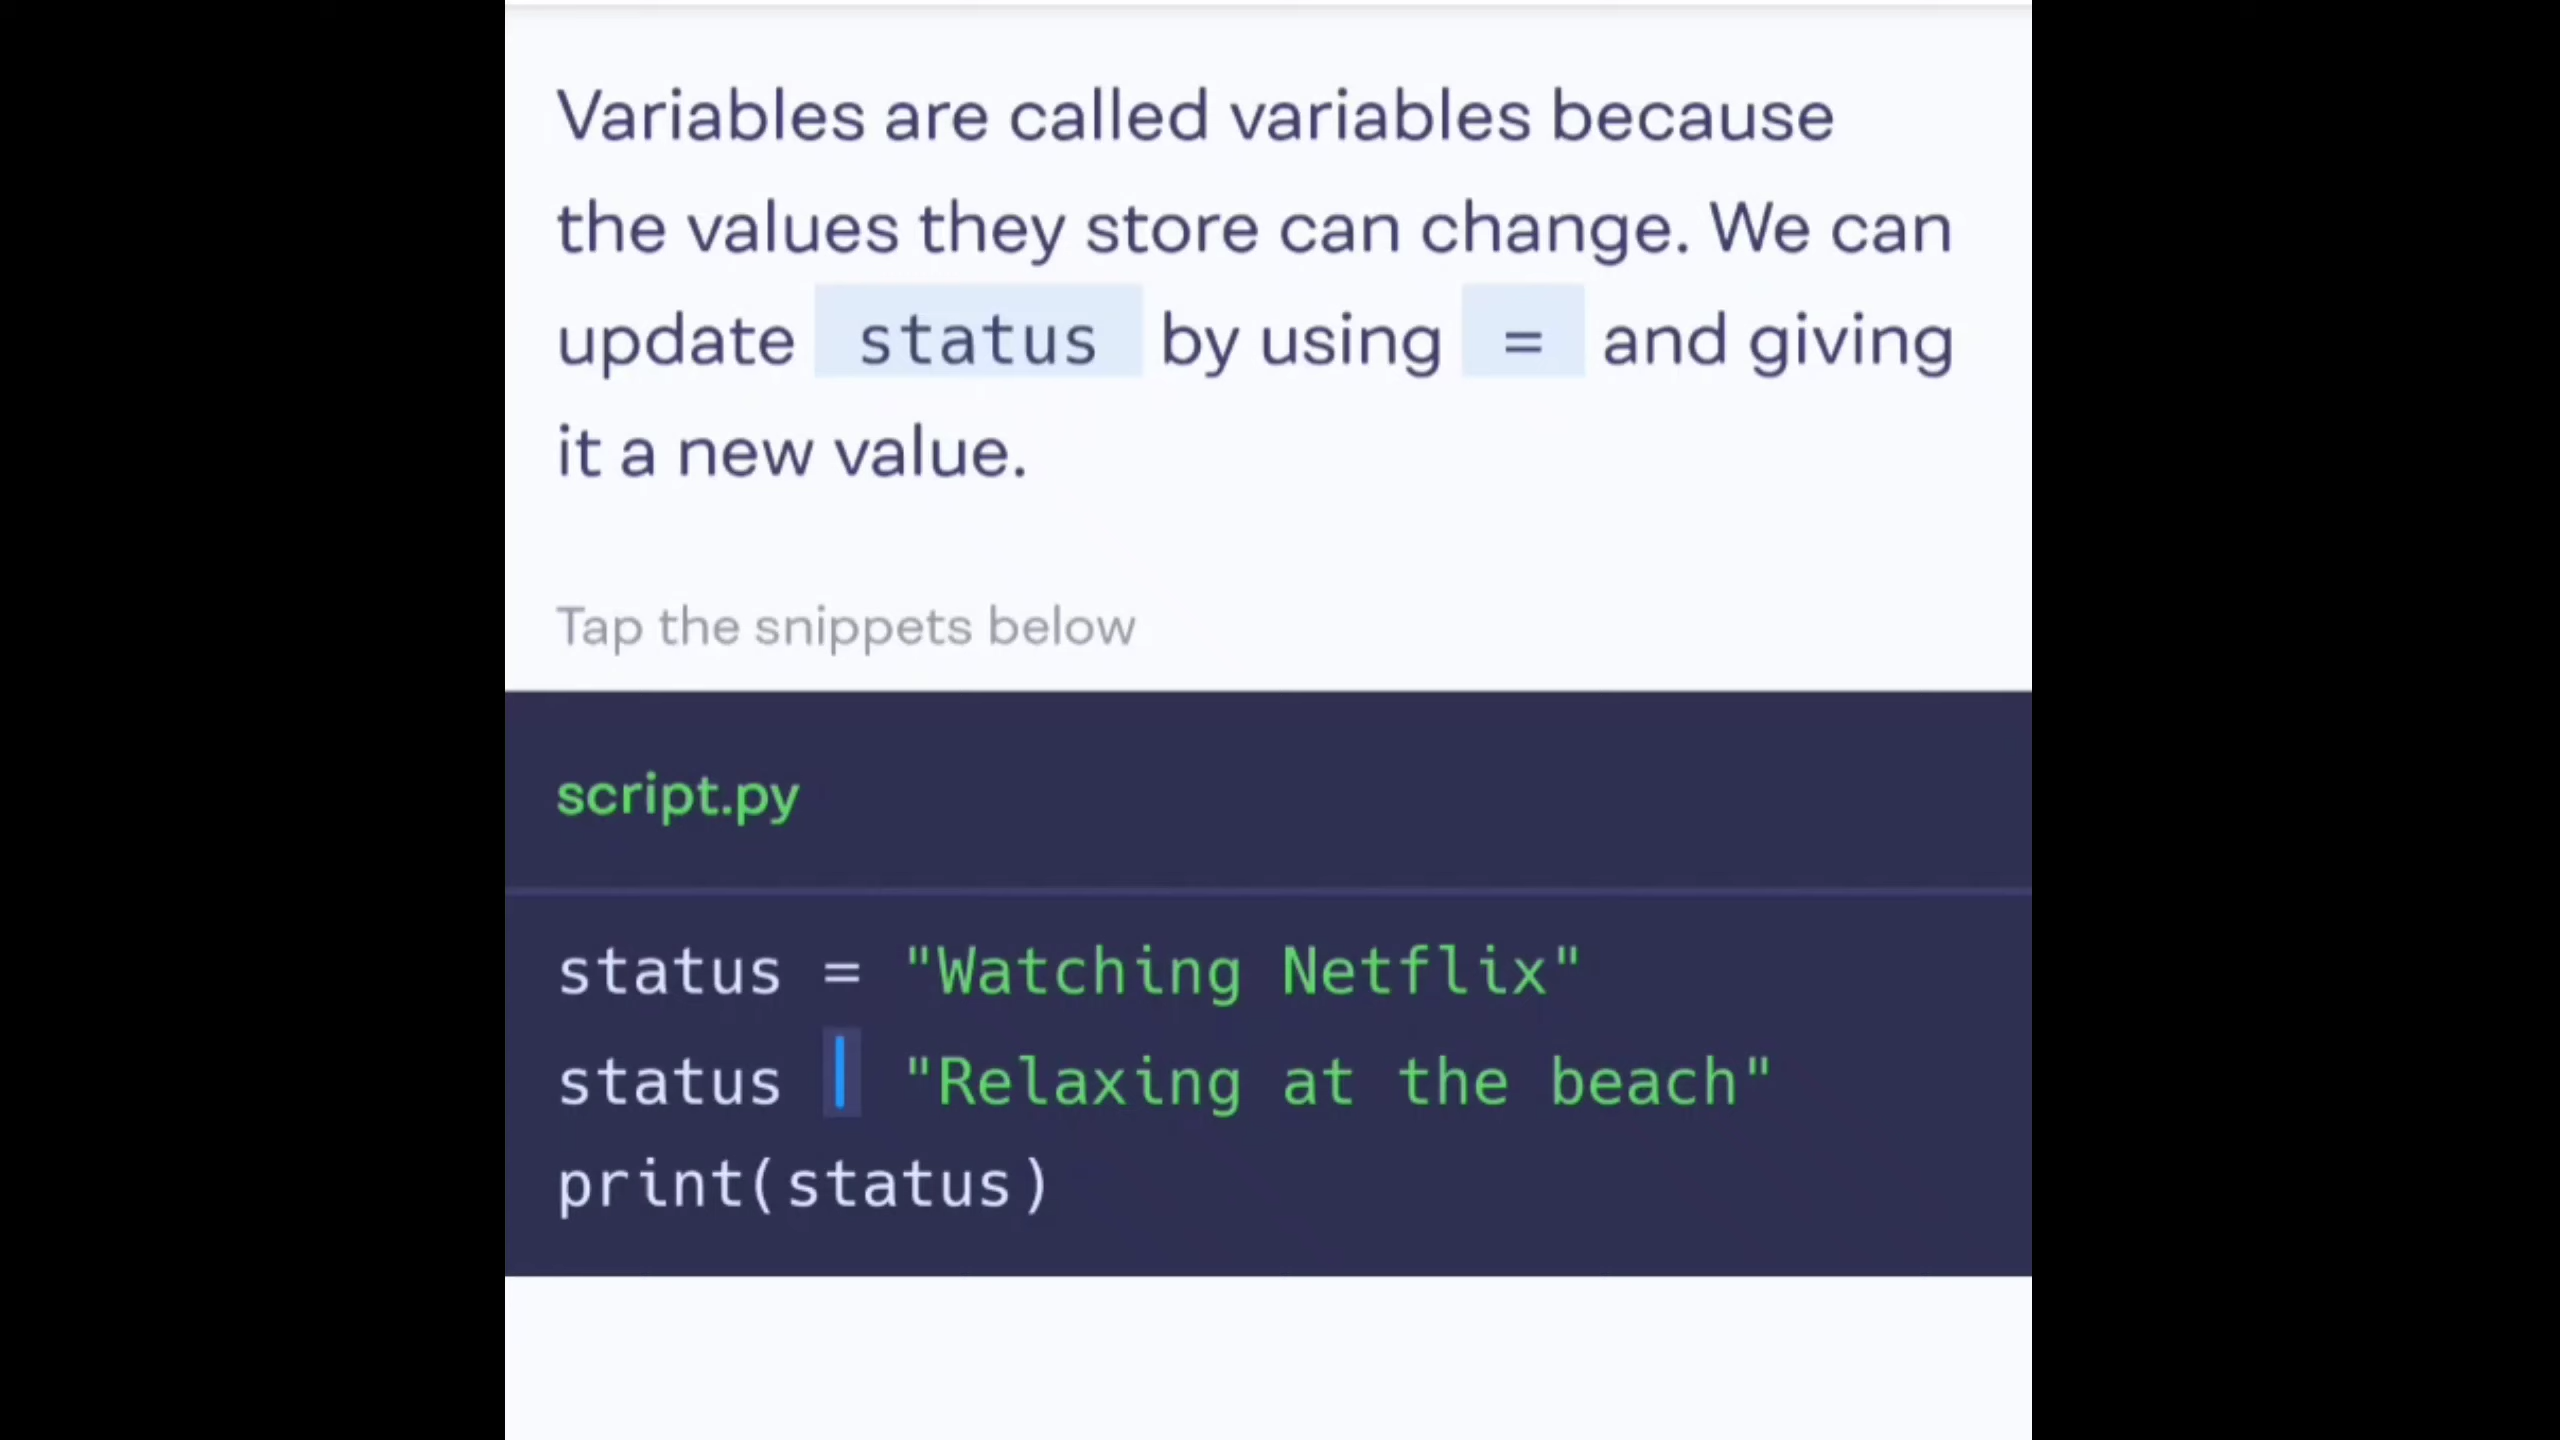 Variables are called variables because
the values they store can change. We can
update status by using = and giving
it a new value.
Tap the snippets below
script.py
status = "Watching Netflix"
status "Relaxing at the beach"
print(status)